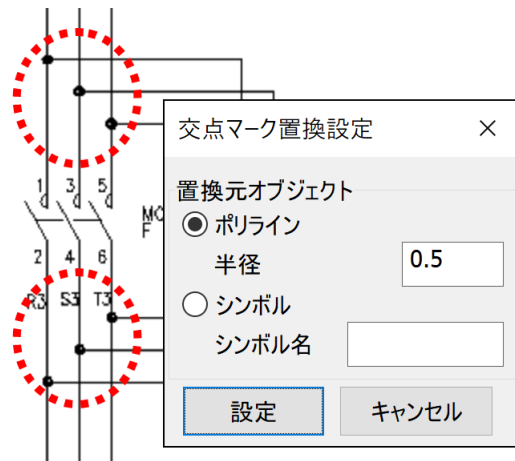 交点マーク置換設定
1 3 5
置換元オブジェクト
MC
F
ポリライン
2 4 6
半径 0.5
R3 S3 T3
シンボル
シンボル名
設定 キャンセル